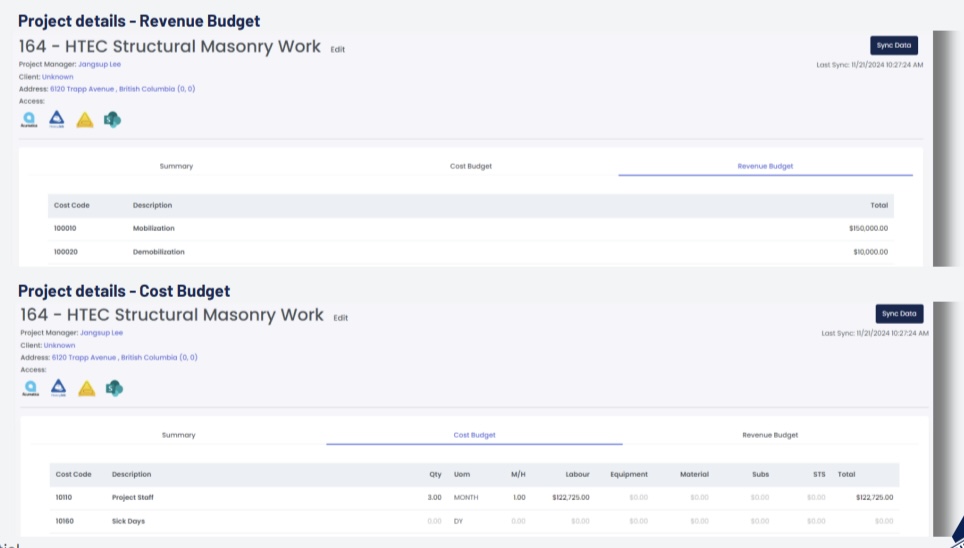 Project details - Revenue Budget
164 - HTEC Structural Masonry Work Edit
Sync Data
Project Manager: Jangsup Lee
Last Sync: 11/21/2024 10:27:24 AM
Client: Unknown
Address: 6120 Trapp Avenue , British Columbia (0, 0)
Access:
Summary Cost Budget Revenue Budget
Cost Code Description Total
100010 Mobilization $150,000.00
100020 Demobilization $10,000.00
Project details - Cost Budget
164 - HTEC Structural Masonry Work Edit
Sync Data
Project Manager: Jangsup Lee
Last Sync: 11/21/2024 10:27:24 AM
Client: Unknown
Address: 6120 Trapp Avenue , British Columbia (0, 0)
Access:
Summary Cost Budget Revenue Budget
Cost Code Description Qty Uom M/H Labour Equipment Material Subs STS Total
10110 Project Staff 3.00 MONTH 1.00 $122,725.00 $0.00 $0.00 $0.00 $0.00 $122,725.00
10160 Sick Days 0.00 DY 0.00 $0.00 $0.00 $0.00 $0.00 $0.00 $0.00